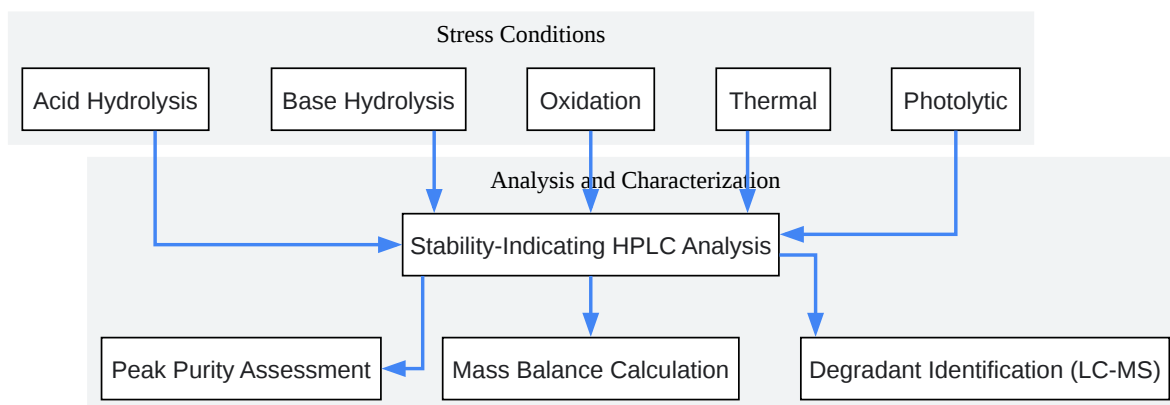 Stress Conditions
Acid Hydrolysis
Base Hydrolysis
Oxidation
Thermal
Photolytic
Analysis and Characterization
Stability-Indicating HPLC Analysis
Peak Purity Assessment
Mass Balance Calculation
Degradant Identification (LC-MS)